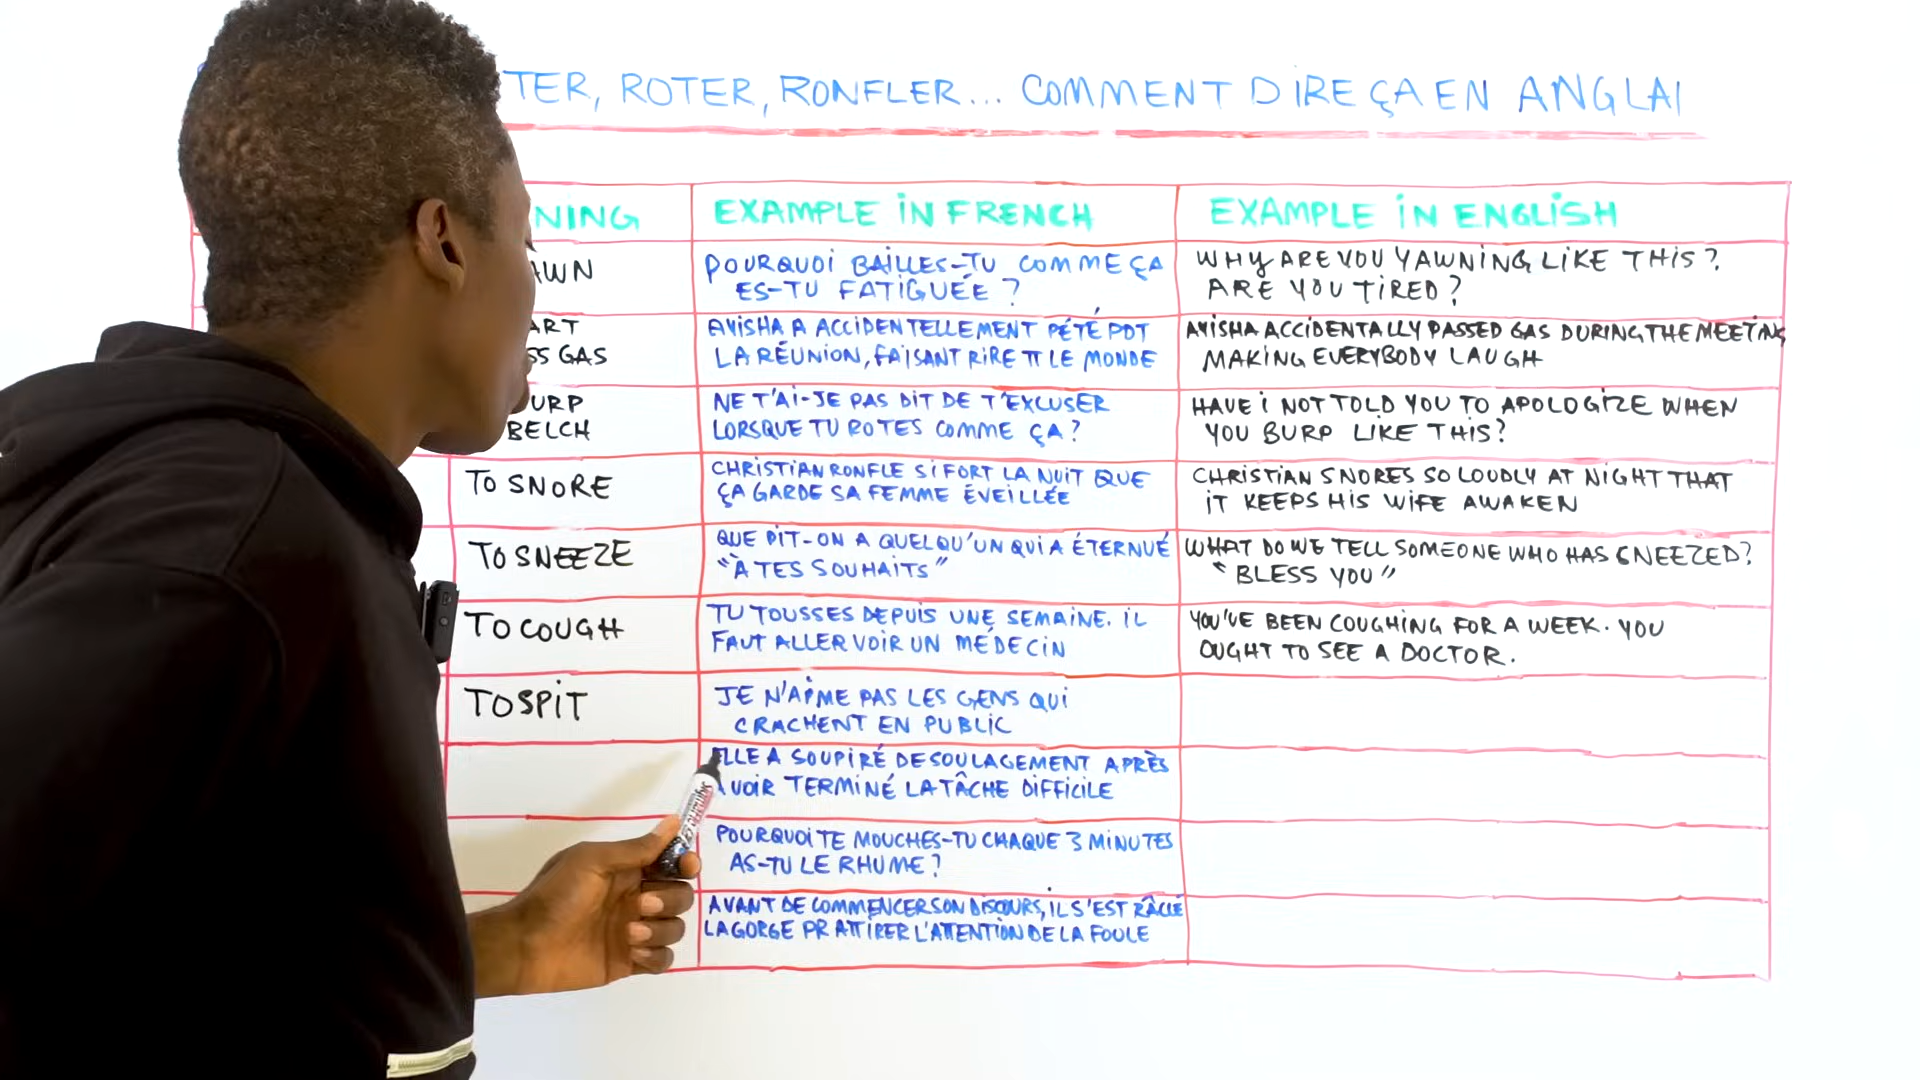 TER, ROTER, RONFLER... COMMENT DIRE ÇA EN ANGLAI
NING
EXAMPLE IN FRENCH
EXAMPLE IN ENGLISH
AWN
POURQUOI BAILLES-TU COMME ÇA
ES-TU FATIGUÉE ?
WHY ARE YOU YAWNING LIKE THIS?
ARE YOU TIRED?
ART
SS GAS
AYISHA A ACCIDENTELLEMENT PÉTÉ PDT
LA RÉUNION, FAISANT RIRE TT LE MONDE
AYISHA ACCIDENTALLY PASSED GAS DURING THE MEETING
MAKING EVERYBODY LAUGH
URP
BELCH
NE T'AI-JE PAS DIT DE T'EXCUSER
LORSQUE TU ROTES COMME ÇA?
HAVE I NOT TOLD YOU TO APOLOGIZE WHEN
YOU BURP LIKE THIS?
TO SNORE
CHRISTIAN RONFLE SI FORT LA NUIT QUE
ÇA GARDE SA FEMME ÉVEILLÉE
CHRISTIAN SNORES SO LOUDLY AT NIGHT THAT
IT KEEPS HIS WIFE AWAKEN
TO SNEEZE
QUE DIT-ON A QUELQU'UN QUI A ÉTERNUÉ
"À TES SOUHAITS"
WHAT DO WE TELL SOMEONE WHO HAS SNEEZED?
"BLESS YOU"
TO COUGH
TU TOUSSES DEPUIS UNE SEMAINE. IL
FAUT ALLER VOIR UN MÉDECIN
YOU'VE BEEN COUGHING FOR A WEEK. YOU
OUGHT TO SEE A DOCTOR.
TO SPIT
JE N'AIME PAS LES GENS QUI
CRACHENT EN PUBLIC
ELLE A SOUPIRÉ DE SOULAGEMENT APRÈS
AVOIR TERMINÉ LA TÂCHE DIFFICILE
POURQUOI TE MOUCHES-TU CHAQUE 3 MINUTES
AS-TU LE RHUME?
AVANT DE COMMENCER SON DISCOURS, IL S'EST RÂCLÉ
LA GORGE PR ATTIRER L'ATTENTION DE LA FOULE